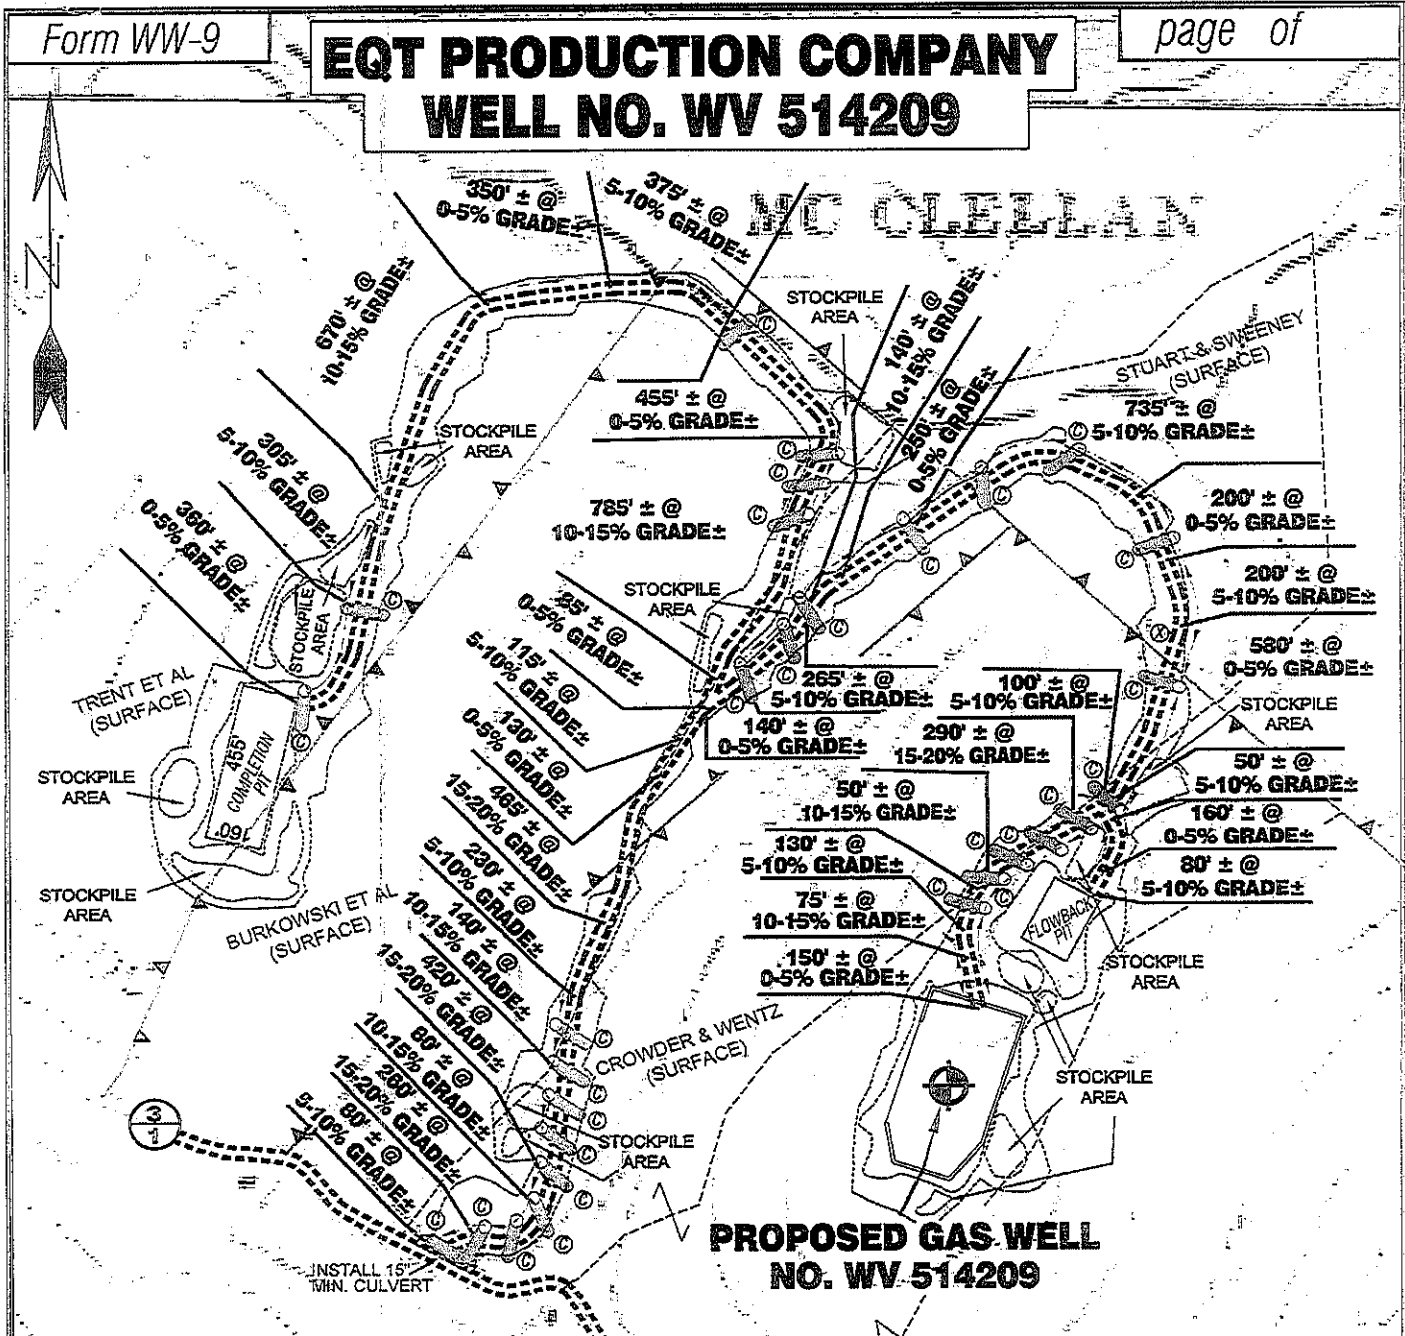 Form WW-9
EQT PRODUCTION COMPANY
WELL NO. WV 514209
page of
N
MC CLELLAN
350' ± @
0-5% GRADE±
375' ± @
5-10% GRADE±
670' ± @
10-15% GRADE±
STOCKPILE
AREA
140' ± @
10-15% GRADE±
250' ± @
0-5% GRADE±
STUART & SWEENEY
(SURFACE)
455' ± @
0-5% GRADE±
735' ± @
5-10% GRADE±
305' ± @
5-10% GRADE±
STOCKPILE
AREA
360' ± @
0-5% GRADE±
785' ± @
10-15% GRADE±
200' ± @
0-5% GRADE±
200' ± @
5-10% GRADE±
STOCKPILE
AREA
STOCKPILE
AREA
85' ± @
0-5% GRADE±
115' ± @
5-10% GRADE±
580' ± @
0-5% GRADE±
TRENT ET AL
(SURFACE)
265' ± @
5-10% GRADE±
100' ± @
5-10% GRADE±
STOCKPILE
AREA
130' ± @
0-5% GRADE±
140' ± @
0-5% GRADE±
290' ± @
15-20% GRADE±
455'
COMPLETION
PIT
160'
STOCKPILE
AREA
465' ± @
15-20% GRADE±
50' ± @
10-15% GRADE±
50' ± @
5-10% GRADE±
160' ± @
0-5% GRADE±
130' ± @
5-10% GRADE±
80' ± @
5-10% GRADE±
230' ± @
5-10% GRADE±
STOCKPILE
AREA
BURKOWSKI ET AL
(SURFACE)
75' ± @
10-15% GRADE±
FLOWBACK
PIT
140' ± @
10-15% GRADE±
150' ± @
0-5% GRADE±
STOCKPILE
AREA
420' ± @
15-20% GRADE±
CROWDER & WENTZ
(SURFACE)
80' ± @
10-15% GRADE±
STOCKPILE
AREA
260' ± @
15-20% GRADE±
3
1
80' ± @
5-10% GRADE±
STOCKPILE
AREA
INSTALL 15"
MIN. CULVERT
PROPOSED GAS WELL
NO. WV 514209